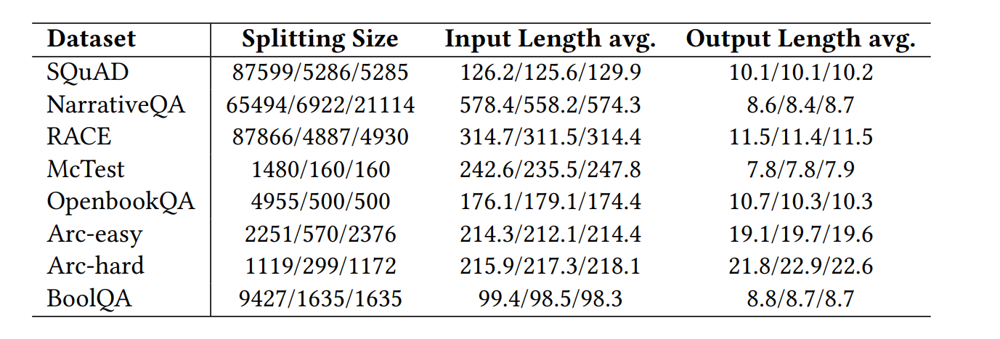 Dataset Splitting Size Input Length avg. Output Length avg.
SQuAD 87599/5286/5285 126.2/125.6/129.9 10.1/10.1/10.2
NarrativeQA 65494/6922/21114 578.4/558.2/574.3 8.6/8.4/8.7
RACE 87866/4887/4930 314.7/311.5/314.4 11.5/11.4/11.5
McTest 1480/160/160 242.6/235.5/247.8 7.8/7.8/7.9
OpenbookQA 4955/500/500 176.1/179.1/174.4 10.7/10.3/10.3
Arc-easy 2251/570/2376 214.3/212.1/214.4 19.1/19.7/19.6
Arc-hard 1119/299/1172 215.9/217.3/218.1 21.8/22.9/22.6
BoolQA 9427/1635/1635 99.4/98.5/98.3 8.8/8.7/8.7